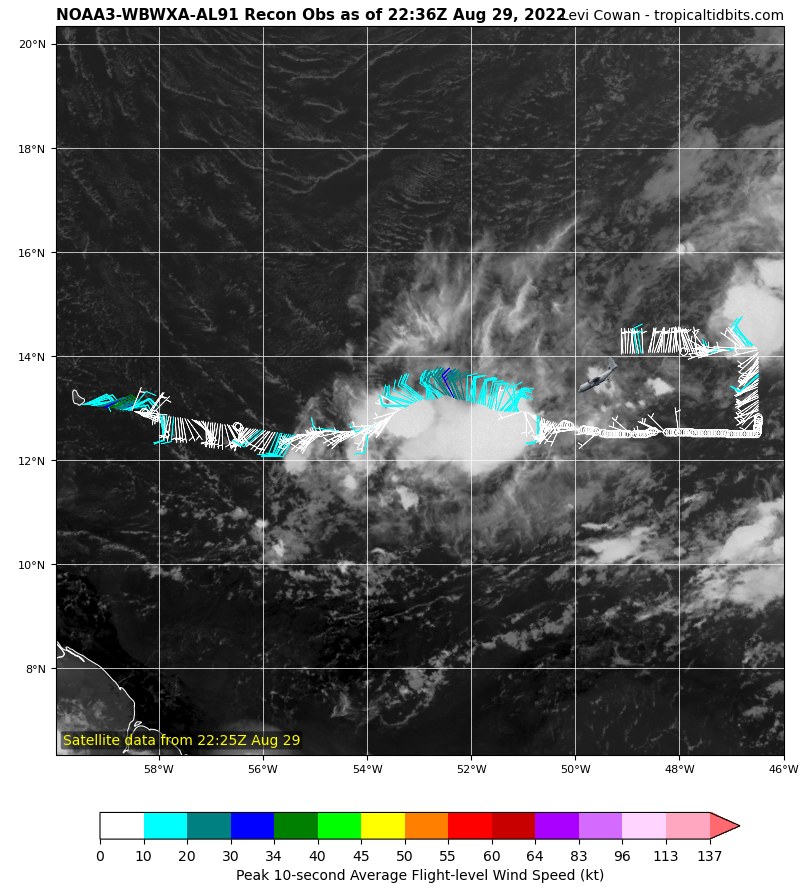 NOAA3-WBWXA-AL91 Recon Obs as of 22:36Z Aug 29, 2022 Levi Cowan - tropicaltidbits.com
20°N
18°N
16°N
14°N
12°N
10°N
8°N
Satellite data from 22:25Z Aug 29
58°W 56°W 54°W 52°W 50°W 48°W 46°W
0 10 20 30 34 40 45 50 55 60 64 83 96 113 137
Peak 10-second Average Flight-level Wind Speed (kt)